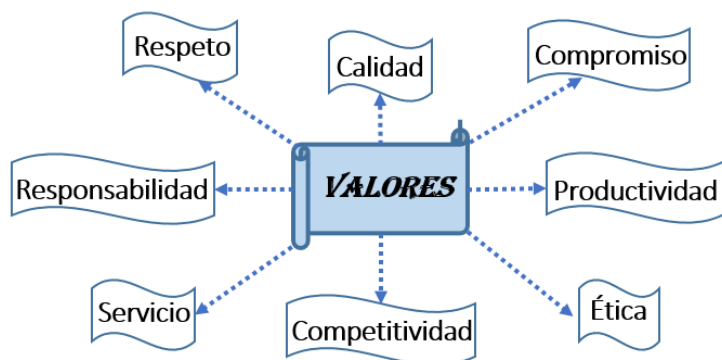 Respeto
Calidad
Compromiso
Responsabilidad
VALORES
Productividad
Servicio
Competitividad
Ética